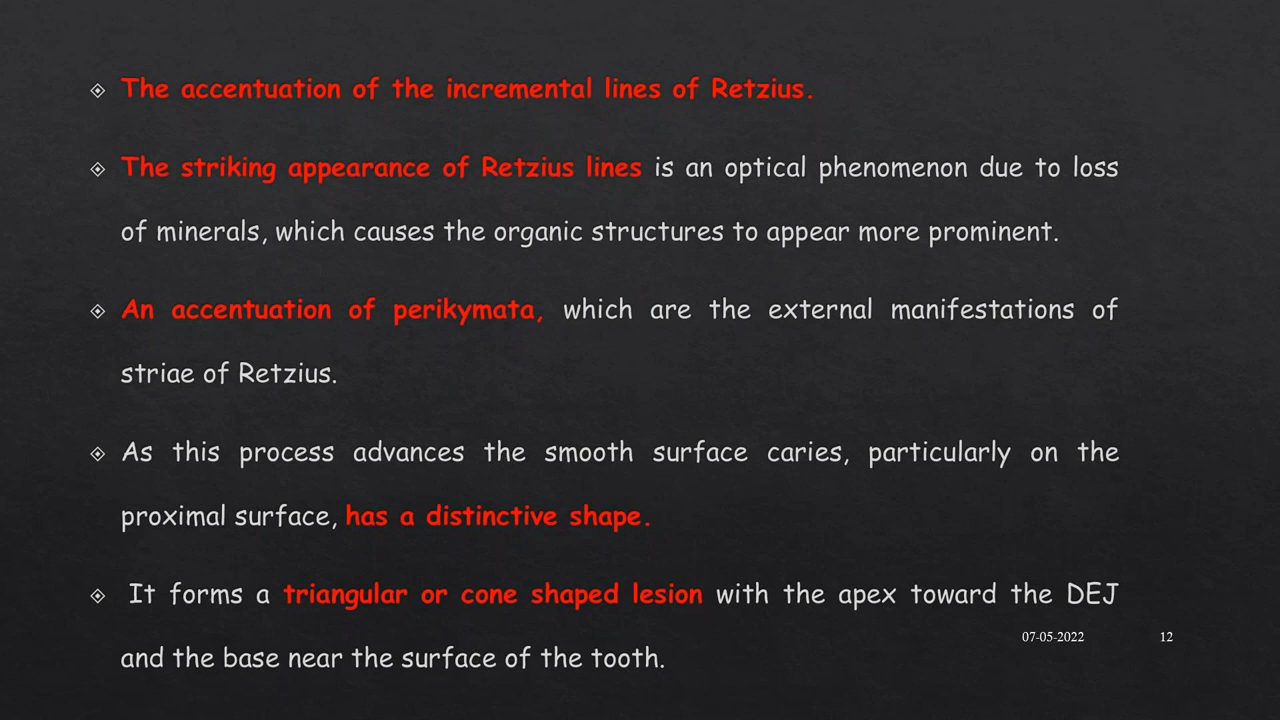 The accentuation of the incremental lines of Retzius.
The striking appearance of Retzius lines is an optical phenomenon due to loss
of minerals, which causes the organic structures to appear more prominent.
An accentuation of perikymata, which are the external manifestations of
striae of Retzius.
As this process advances the smooth surface caries, particularly on the
proximal surface, has a distinctive shape.
It forms a triangular or cone shaped lesion with the apex toward the DEJ
and the base near the surface of the tooth.
07-05-2022
12